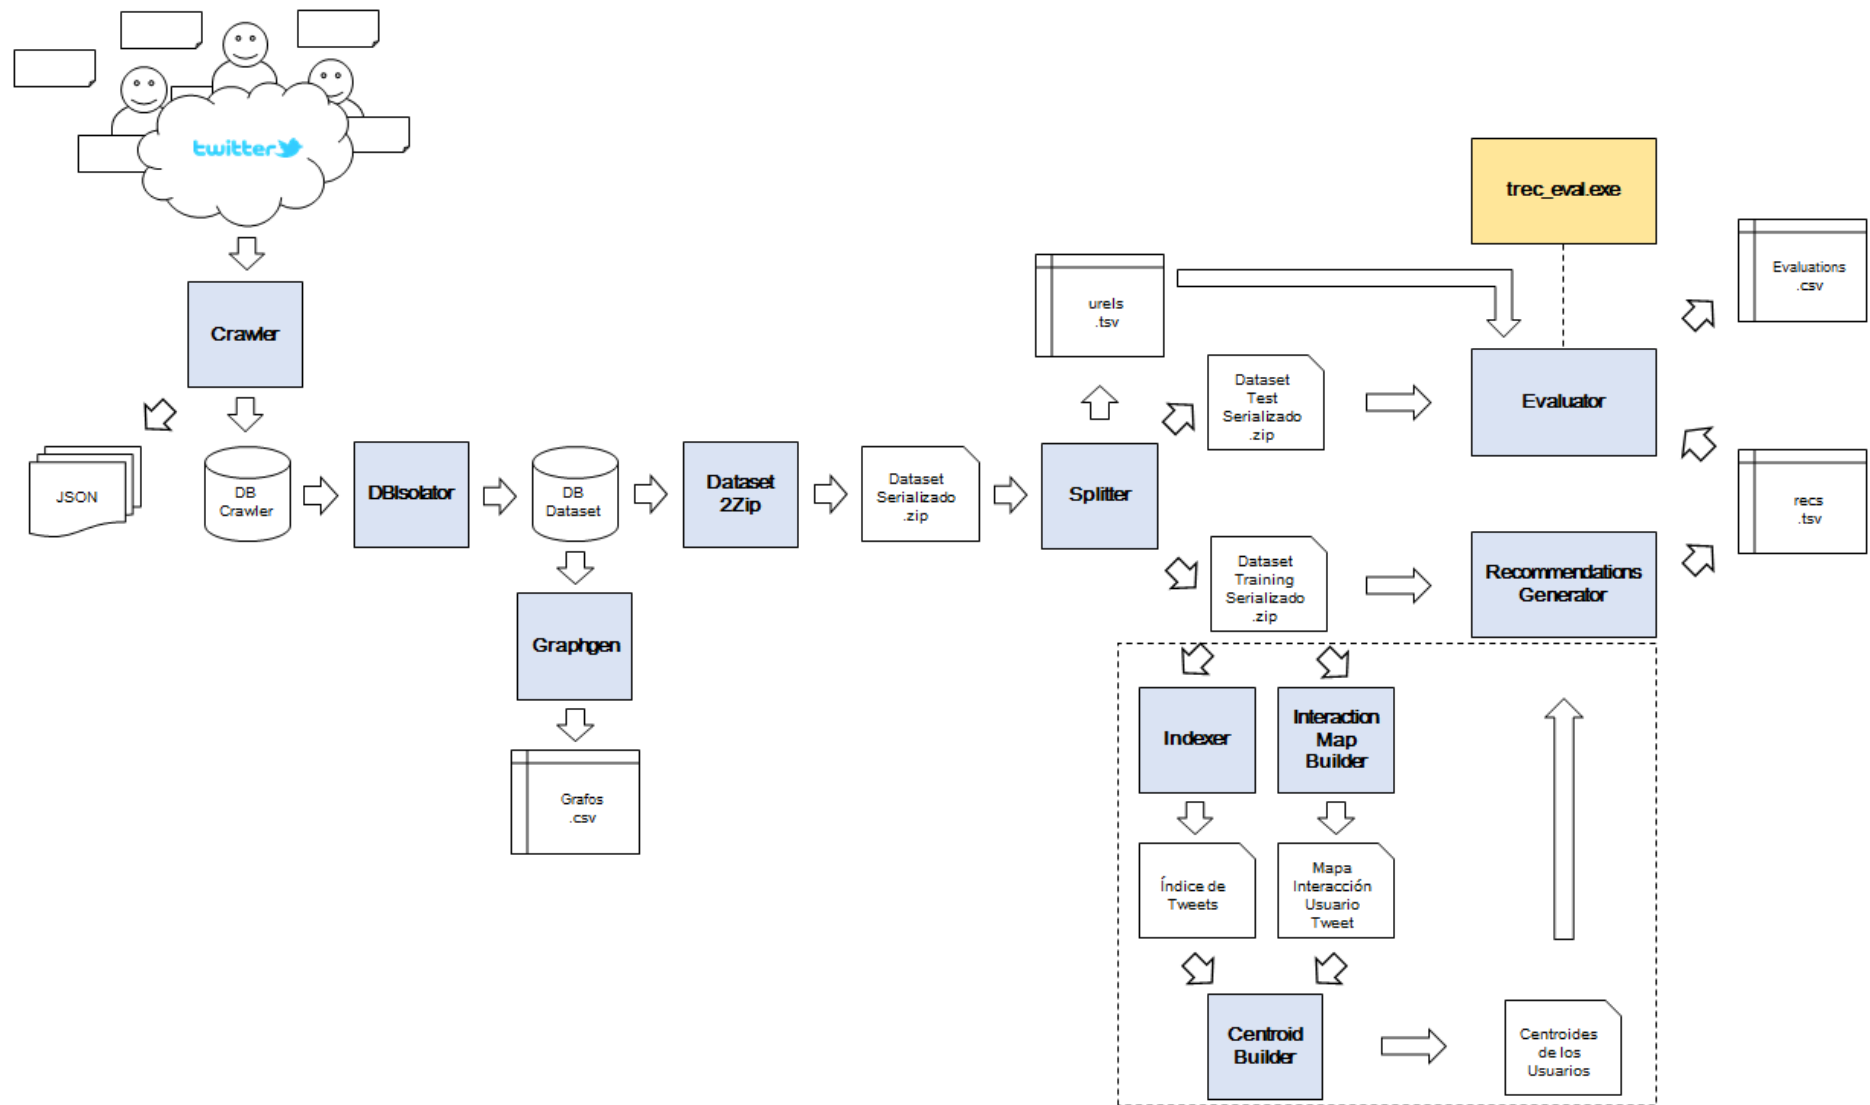 twitter
trec_eval.exe
Crawler
urels
.tsv
Evaluations
.csv
Dataset
Test
Serializado
.zip
Evaluator
JSON
DB
Crawler
DBIsolator
DB
Dataset
Dataset
2Zip
Dataset
Serializado
.zip
Splitter
recs
.tsv
Dataset
Training
Serializado
.zip
Recommendations
Generator
Graphgen
Indexer
Interaction
Map
Builder
Grafos
.csv
Índice de
Tweets
Mapa
Interacción
Usuario
Tweet
Centroid
Builder
Centroides
de los
Usuarios